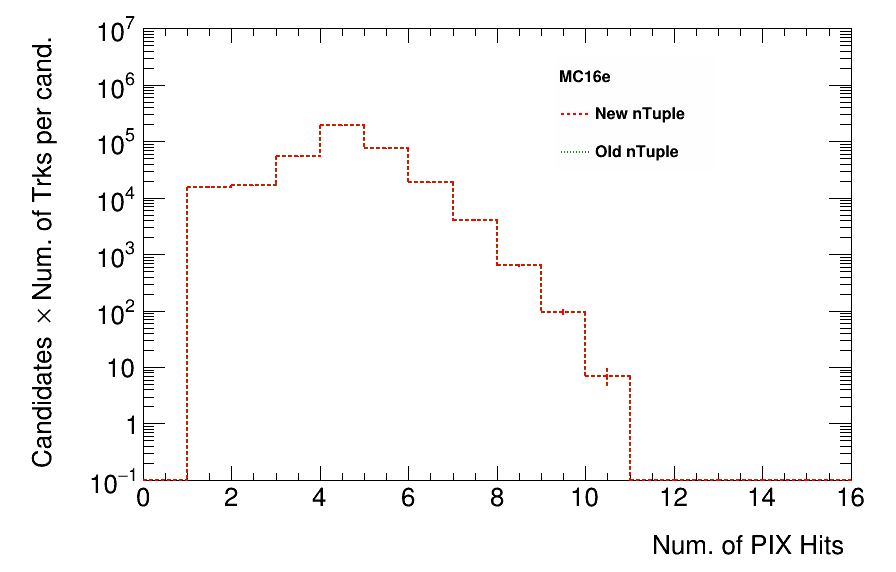 Candidates × Num. of Trks per cand.
10^7
10^6
10^5
10^4
10^3
10^2
10
1
10^−1
MC16e
New nTuple
Old nTuple
0 2 4 6 8 10 12 14 16
Num. of PIX Hits